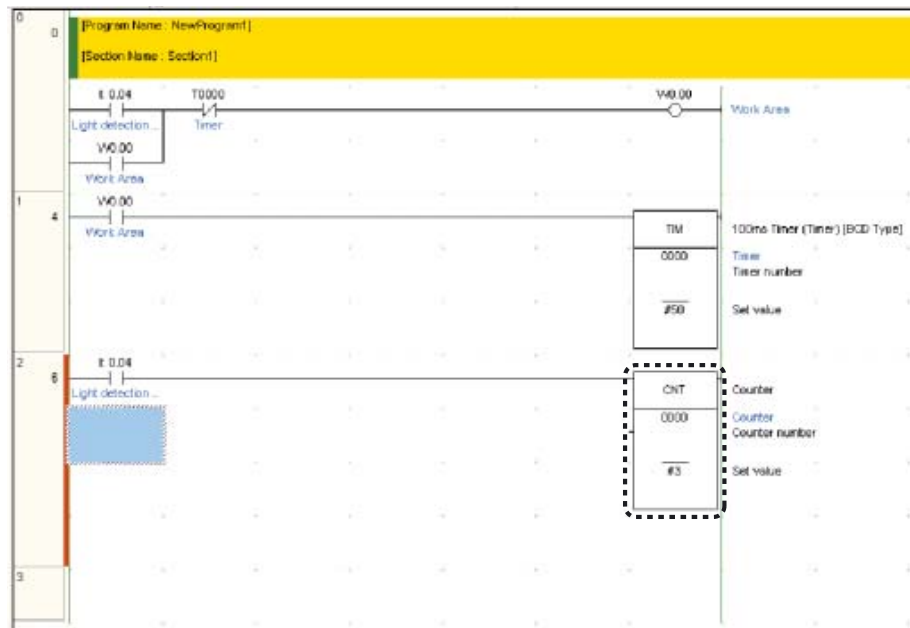 0
0
[Program Name : NewProgram1]
[Section Name : Section1]
I: 0.04 T0000 W0.00
Light detection... Timer Work Area
W0.00
Work Area
1
4
W0.00
Work Area
TIM 100ms Timer (Timer) [BCD Type]
0000 Timer
Timer number
#50 Set value
2
6
I: 0.04
Light detection...
CNT Counter
0000 Counter
Counter number
#3 Set value
3